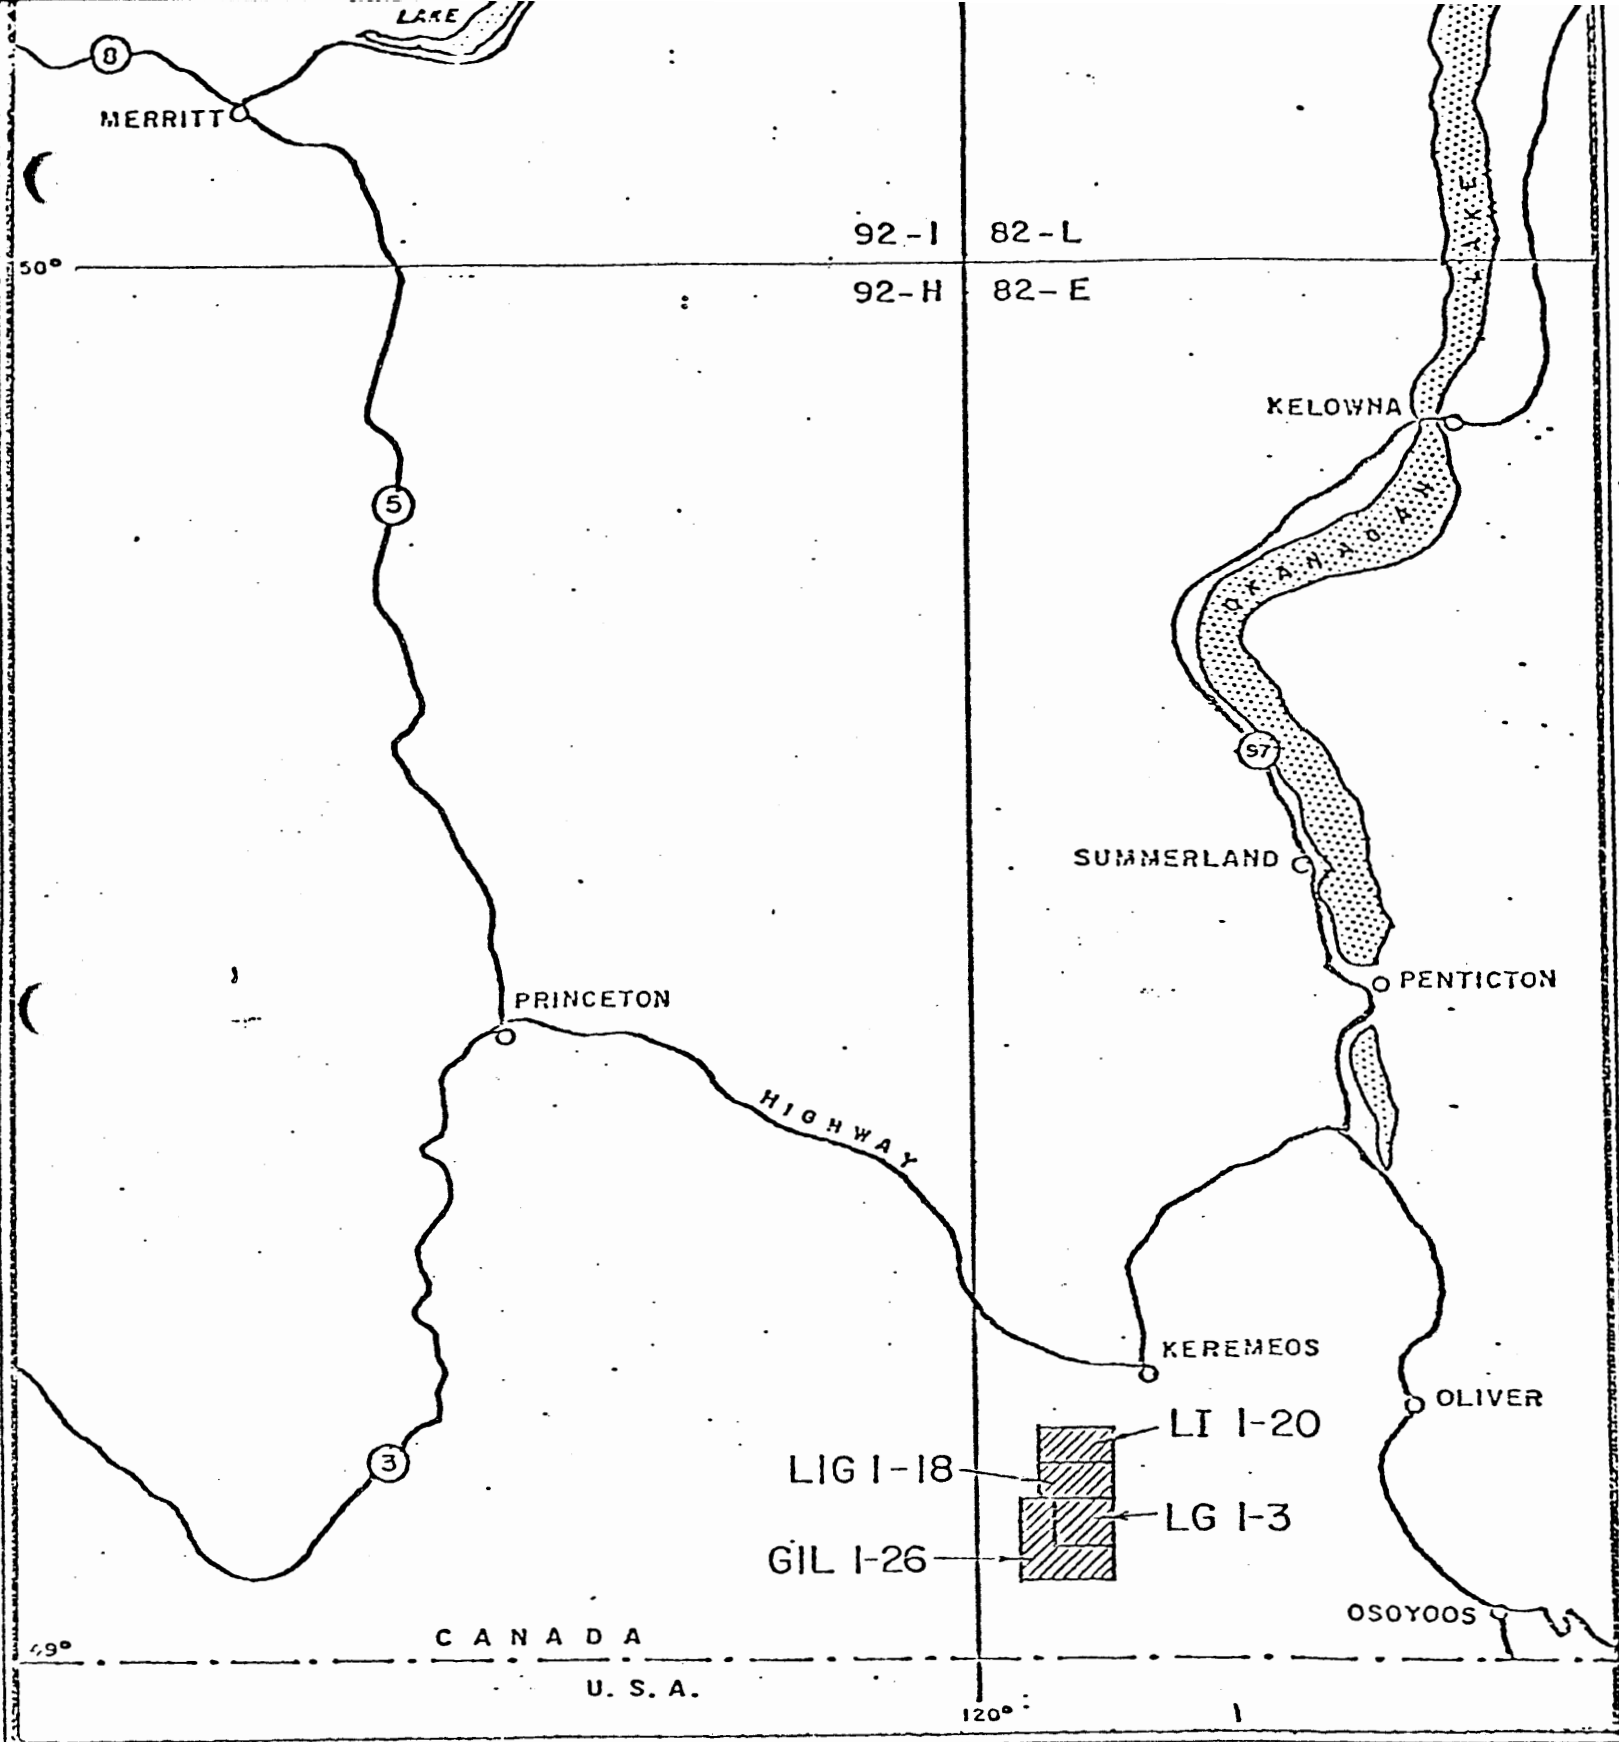 LAKE
8
MERRITT
92-I 82-L
50°
92-H 82-E
LAKE
KELOWNA
5
OKANAGAN
97
SUMMERLAND
PENTICTON
PRINCETON
HIGHWAY
KEREMEOS
OLIVER
LI 1-20
3
LIG 1-18
LG 1-3
GIL 1-26
OSOYOOS
CANADA
49°
U.S.A.
120°